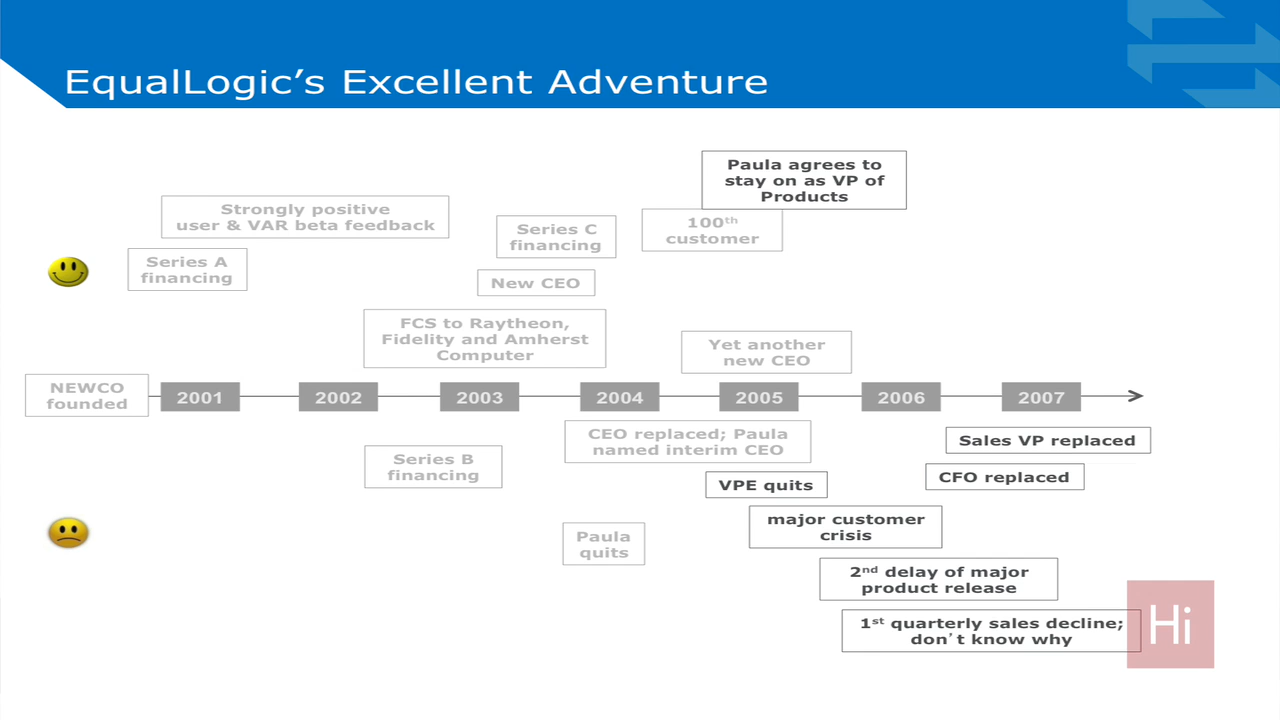 EqualLogic’s Excellent Adventure
Paula agrees to
stay on as VP of
Products
Strongly positive
user & VAR beta feedback
Series C
financing
100th
customer
Series A
financing
New CEO
FCS to Raytheon,
Fidelity and Amherst
Computer
Yet another
new CEO
NEWCO
founded
2001
2002
2003
2004
2005
2006
2007
CEO replaced; Paula
named interim CEO
Sales VP replaced
Series B
financing
VPE quits
CFO replaced
major customer
crisis
Paula
quits
2nd delay of major
product release
1st quarterly sales decline;
don’t know why
Hi